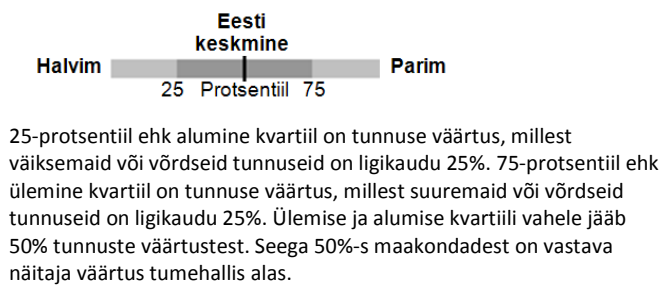 Eesti
keskmine
Halvim Parim
25 Protsentiil 75
25-protsentiil ehk alumine kvartiil on tunnuse väärtus, millest
väiksemaid või võrdseid tunnuseid on ligikaudu 25%. 75-protsentiil ehk
ülemine kvartiil on tunnuse väärtus, millest suuremaid või võrdseid
tunnuseid on ligikaudu 25%. Ülemise ja alumise kvartiili vahele jääb
50% tunnuste väärtustest. Seega 50%-s maakondadest on vastava
näitaja väärtus tumehallis alas.